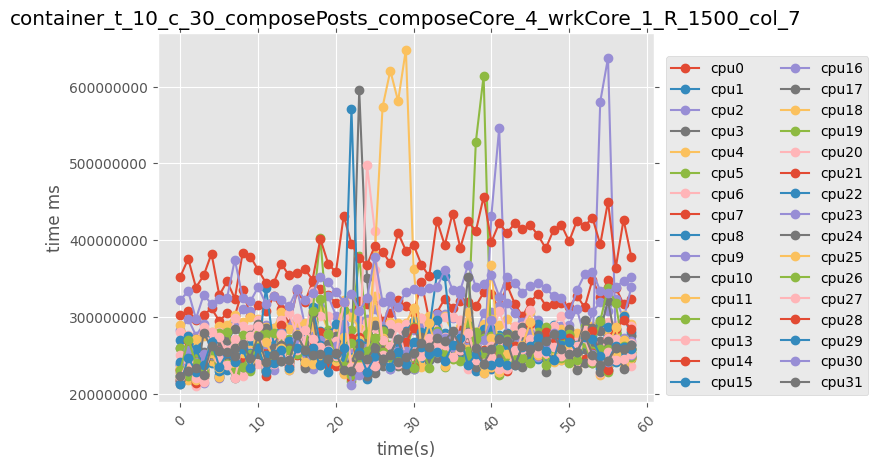 container_t_10_c_30_composePosts_composeCore_4_wrkCore_1_R_1500_col_7
time ms
600000000
500000000
400000000
300000000
200000000
0
10
20
30
40
50
60
time(s)
cpu0
cpu1
cpu2
cpu3
cpu4
cpu5
cpu6
cpu7
cpu8
cpu9
cpu10
cpu11
cpu12
cpu13
cpu14
cpu15
cpu16
cpu17
cpu18
cpu19
cpu20
cpu21
cpu22
cpu23
cpu24
cpu25
cpu26
cpu27
cpu28
cpu29
cpu30
cpu31